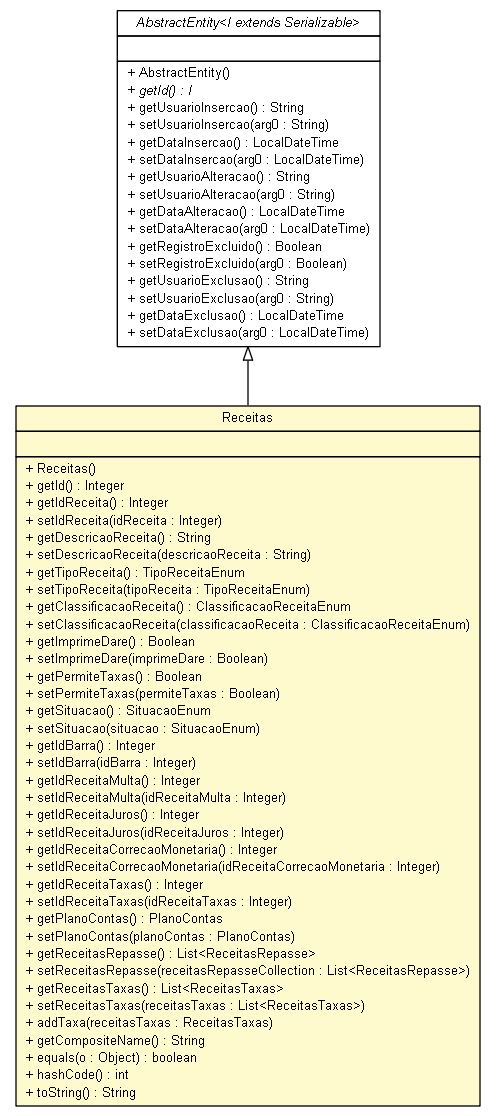 AbstractEntity<I extends Serializable>
+ AbstractEntity()
+ getId() : I
+ getUsuarioInsercao() : String
+ setUsuarioInsercao(arg0 : String)
+ getDataInsercao() : LocalDateTime
+ setDataInsercao(arg0 : LocalDateTime)
+ getUsuarioAlteracao() : String
+ setUsuarioAlteracao(arg0 : String)
+ getDataAlteracao() : LocalDateTime
+ setDataAlteracao(arg0 : LocalDateTime)
+ getRegistroExcluido() : Boolean
+ setRegistroExcluido(arg0 : Boolean)
+ getUsuarioExclusao() : String
+ setUsuarioExclusao(arg0 : String)
+ getDataExclusao() : LocalDateTime
+ setDataExclusao(arg0 : LocalDateTime)
Receitas
+ Receitas()
+ getId() : Integer
+ getIdReceita() : Integer
+ setIdReceita(idReceita : Integer)
+ getDescricaoReceita() : String
+ setDescricaoReceita(descricaoReceita : String)
+ getTipoReceita() : TipoReceitaEnum
+ setTipoReceita(tipoReceita : TipoReceitaEnum)
+ getClassificacaoReceita() : ClassificacaoReceitaEnum
+ setClassificacaoReceita(classificacaoReceita : ClassificacaoReceitaEnum)
+ getImprimeDare() : Boolean
+ setImprimeDare(imprimeDare : Boolean)
+ getPermiteTaxas() : Boolean
+ setPermiteTaxas(permiteTaxas : Boolean)
+ getSituacao() : SituacaoEnum
+ setSituacao(situacao : SituacaoEnum)
+ getIdBarra() : Integer
+ setIdBarra(idBarra : Integer)
+ getIdReceitaMulta() : Integer
+ setIdReceitaMulta(idReceitaMulta : Integer)
+ getIdReceitaJuros() : Integer
+ setIdReceitaJuros(idReceitaJuros : Integer)
+ getIdReceitaCorrecaoMonetaria() : Integer
+ setIdReceitaCorrecaoMonetaria(idReceitaCorrecaoMonetaria : Integer)
+ getIdReceitaTaxas() : Integer
+ setIdReceitaTaxas(idReceitaTaxas : Integer)
+ getPlanoContas() : PlanoContas
+ setPlanoContas(planoContas : PlanoContas)
+ getReceitasRepasse() : List<ReceitasRepasse>
+ setReceitasRepasse(receitasRepasseCollection : List<ReceitasRepasse>)
+ getReceitasTaxas() : List<ReceitasTaxas>
+ setReceitasTaxas(receitasTaxas : List<ReceitasTaxas>)
+ addTaxa(receitasTaxas : ReceitasTaxas)
+ getCompositeName() : String
+ equals(o : Object) : boolean
+ hashCode() : int
+ toString() : String